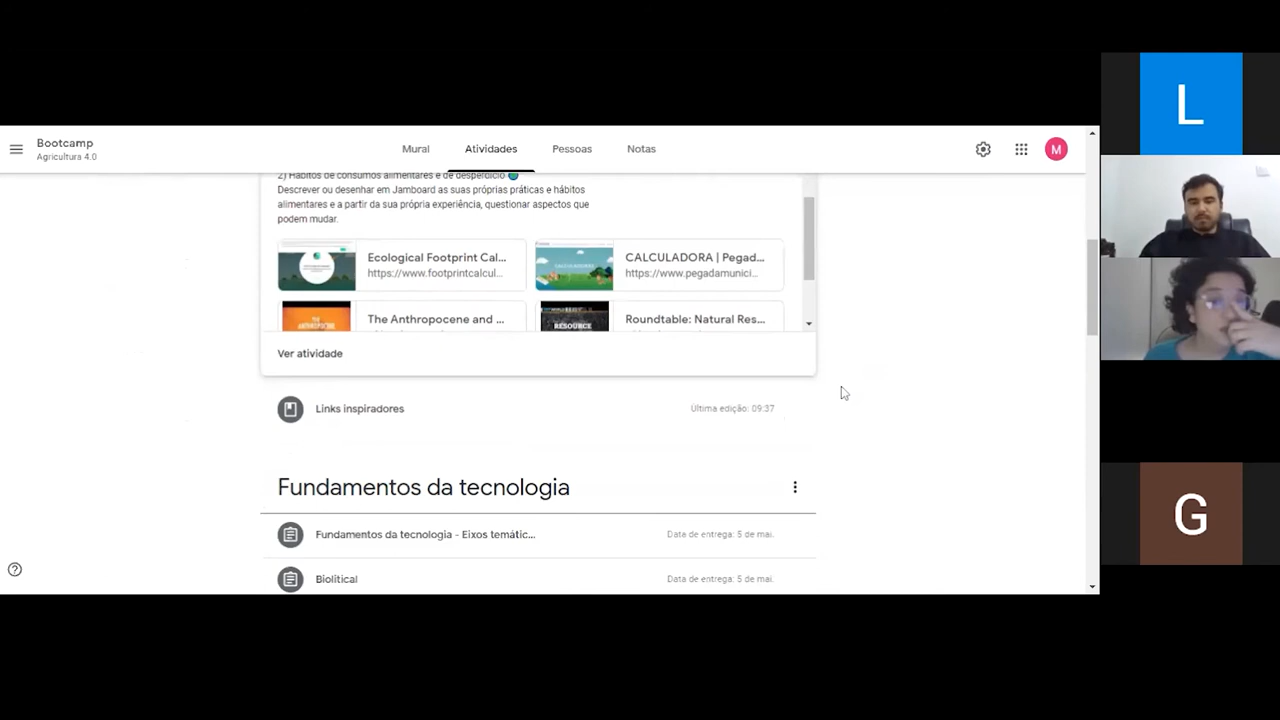 Bootcamp
Agricultura 4.0
Mural
Atividades
Pessoas
Notas
M
2) Hábitos de consumos alimentares e de desperdício
Descrever ou desenhar em Jamboard as suas próprias práticas e hábitos
alimentares e a partir da sua própria experiência, questionar aspectos que
podem mudar.
Ecological Footprint Cal...
https://www.footprintcalcul...
CALCULADORA | Pegad...
https://www.pegadamunici...
The Anthropocene and ...
Roundtable: Natural Res...
Ver atividade
Links inspiradores
Última edição: 09:37
Fundamentos da tecnologia
Fundamentos da tecnologia - Eixos temátic...
Data de entrega: 5 de mai.
Biolítical
Data de entrega: 5 de mai.
L
G